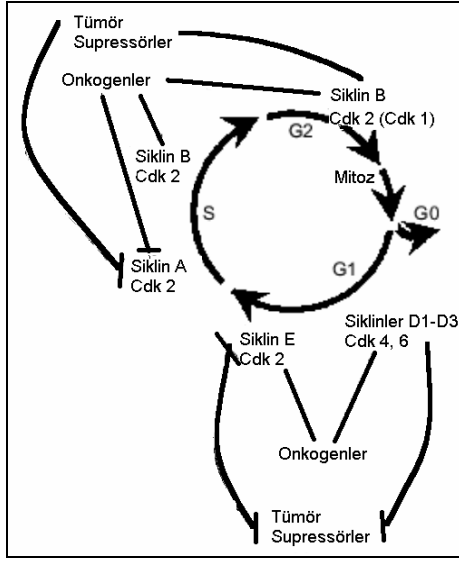 Tümör
Supressörler
Onkogenler
Siklin B
Cdk 2 (Cdk 1)
G2
Siklin B
Cdk 2
Mitoz
S
G0
Siklin A
Cdk 2
G1
Siklin E
Cdk 2
Siklinler D1-D3
Cdk 4, 6
Onkogenler
Tümör
Supressörler